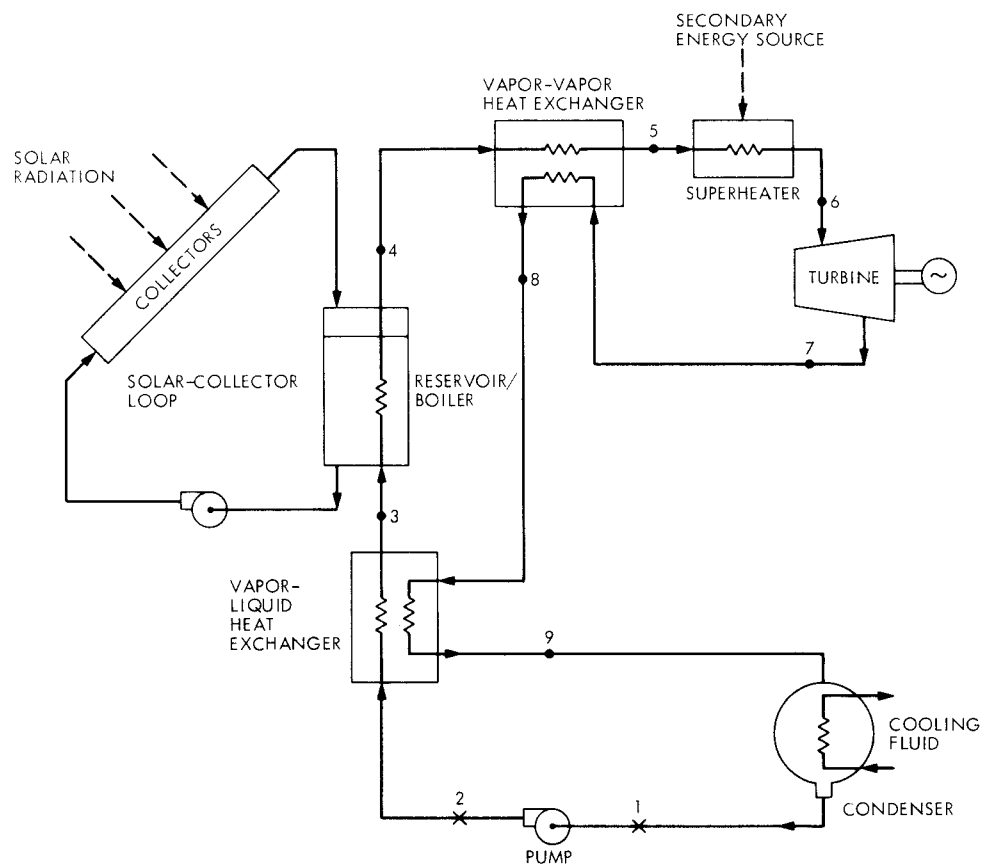 SECONDARY
ENERGY SOURCE
VAPOR-VAPOR
HEAT EXCHANGER
5
SUPERHEATER
SOLAR
RADIATION
COLLECTORS
6
4
8
TURBINE
~
7
SOLAR-COLLECTOR
LOOP
RESERVOIR/
BOILER
3
VAPOR-
LIQUID
HEAT
EXCHANGER
9
COOLING
FLUID
2
1
CONDENSER
PUMP